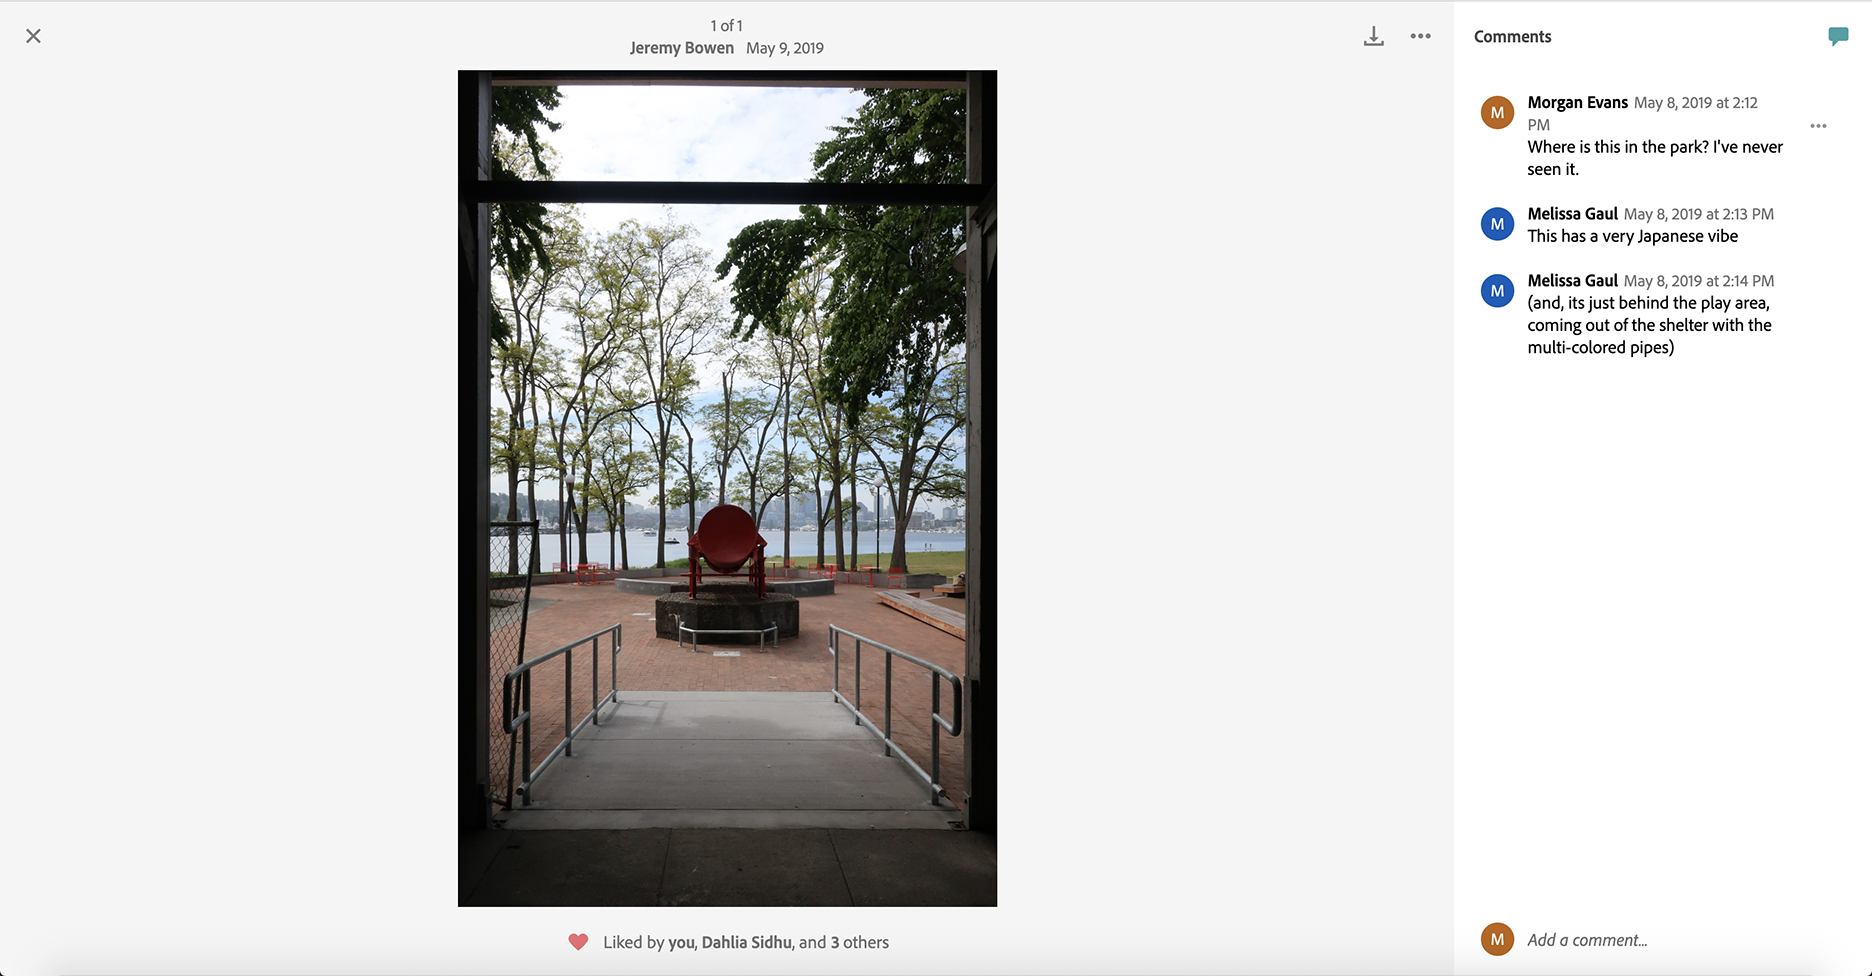 1 of 1
Jeremy Bowen May 9, 2019
Comments
M
Morgan Evans May 8, 2019 at 2:12
PM
Where is this in the park? I've never
seen it.
M
Melissa Gaul May 8, 2019 at 2:13 PM
This has a very Japanese vibe
M
Melissa Gaul May 8, 2019 at 2:14 PM
(and, its just behind the play area,
coming out of the shelter with the
multi-colored pipes)
Liked by you, Dahlia Sidhu, and 3 others
M
Add a comment...